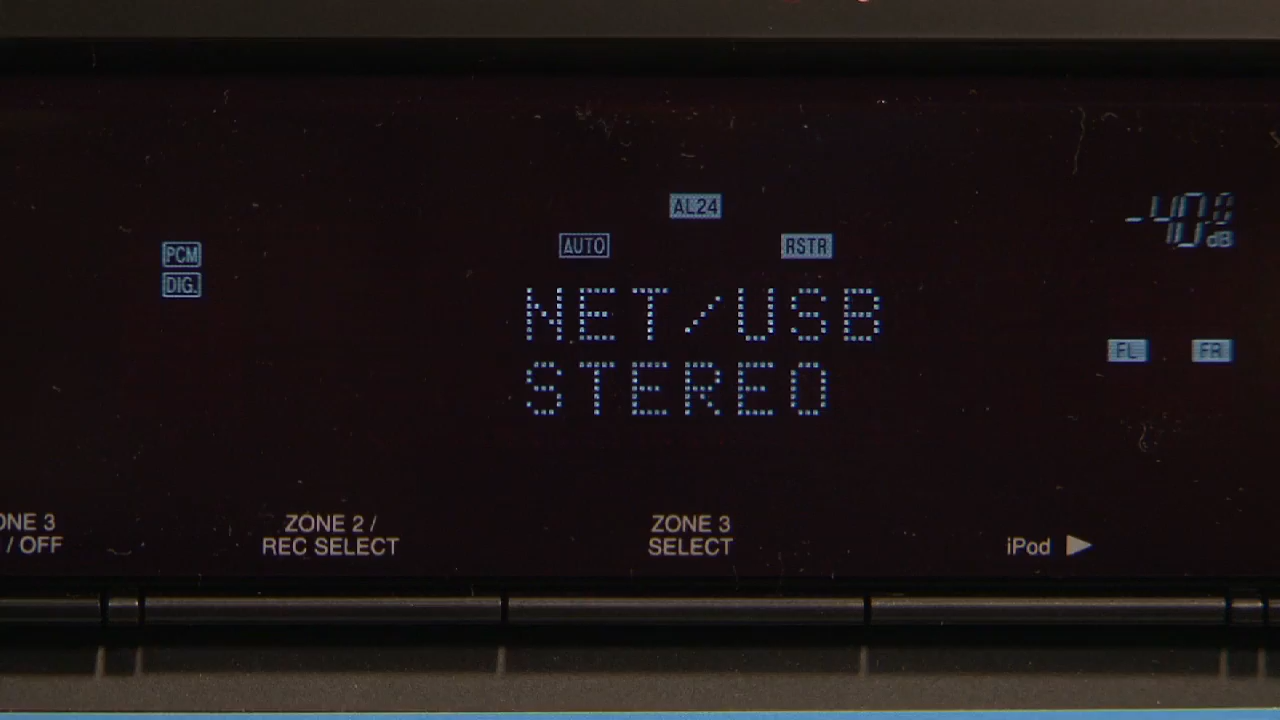 AL24
-40.0
dB
AUTO
RSTR
PCM
DIG.
NET/USB
STEREO
FL
FR
ONE 3
/ OFF
ZONE 2 /
REC SELECT
ZONE 3
SELECT
iPod